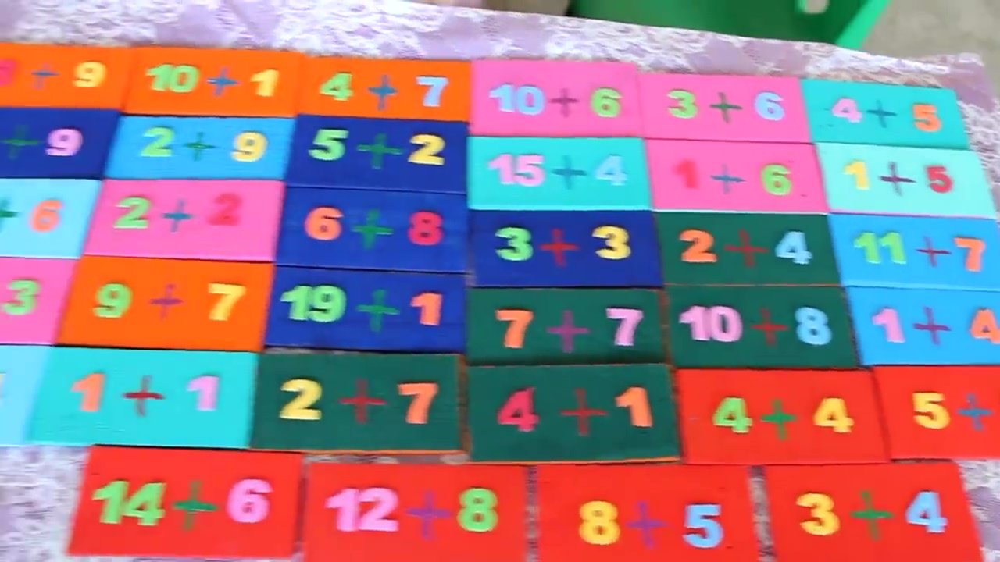 + 9 10 + 1 4 + 7 10 + 6 3 + 6 4 + 5
+ 9 2 + 9 5 + 2 15 + 4 1 + 6 1 + 5
+ 6 2 + 2 6 + 8 3 + 3 2 + 4 11 + 7
3 9 + 7 19 + 1 7 + 7 10 + 8 1 + 4
1 + 1 2 + 7 4 + 1 4 + 4 5 +
14 + 6 12 + 8 8 + 5 3 + 4